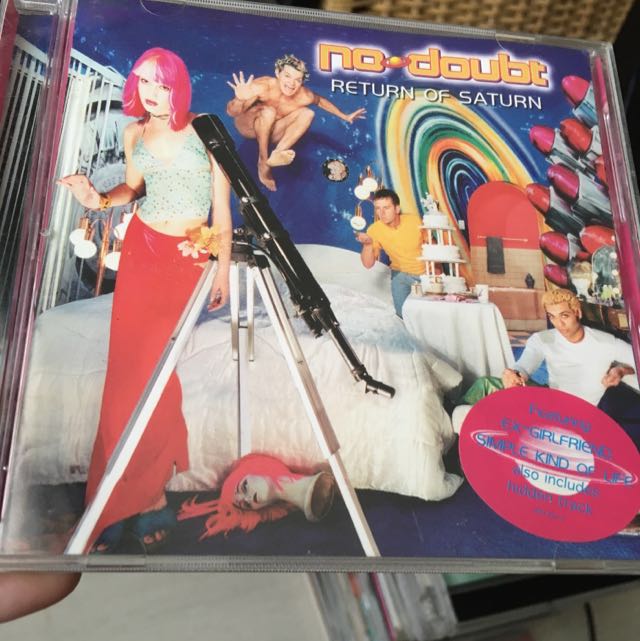 no doubt
RETURN OF SATURN
Featuring
EX-GIRLFRIEND,
SIMPLE KIND OF LIFE
also includes
hidden track